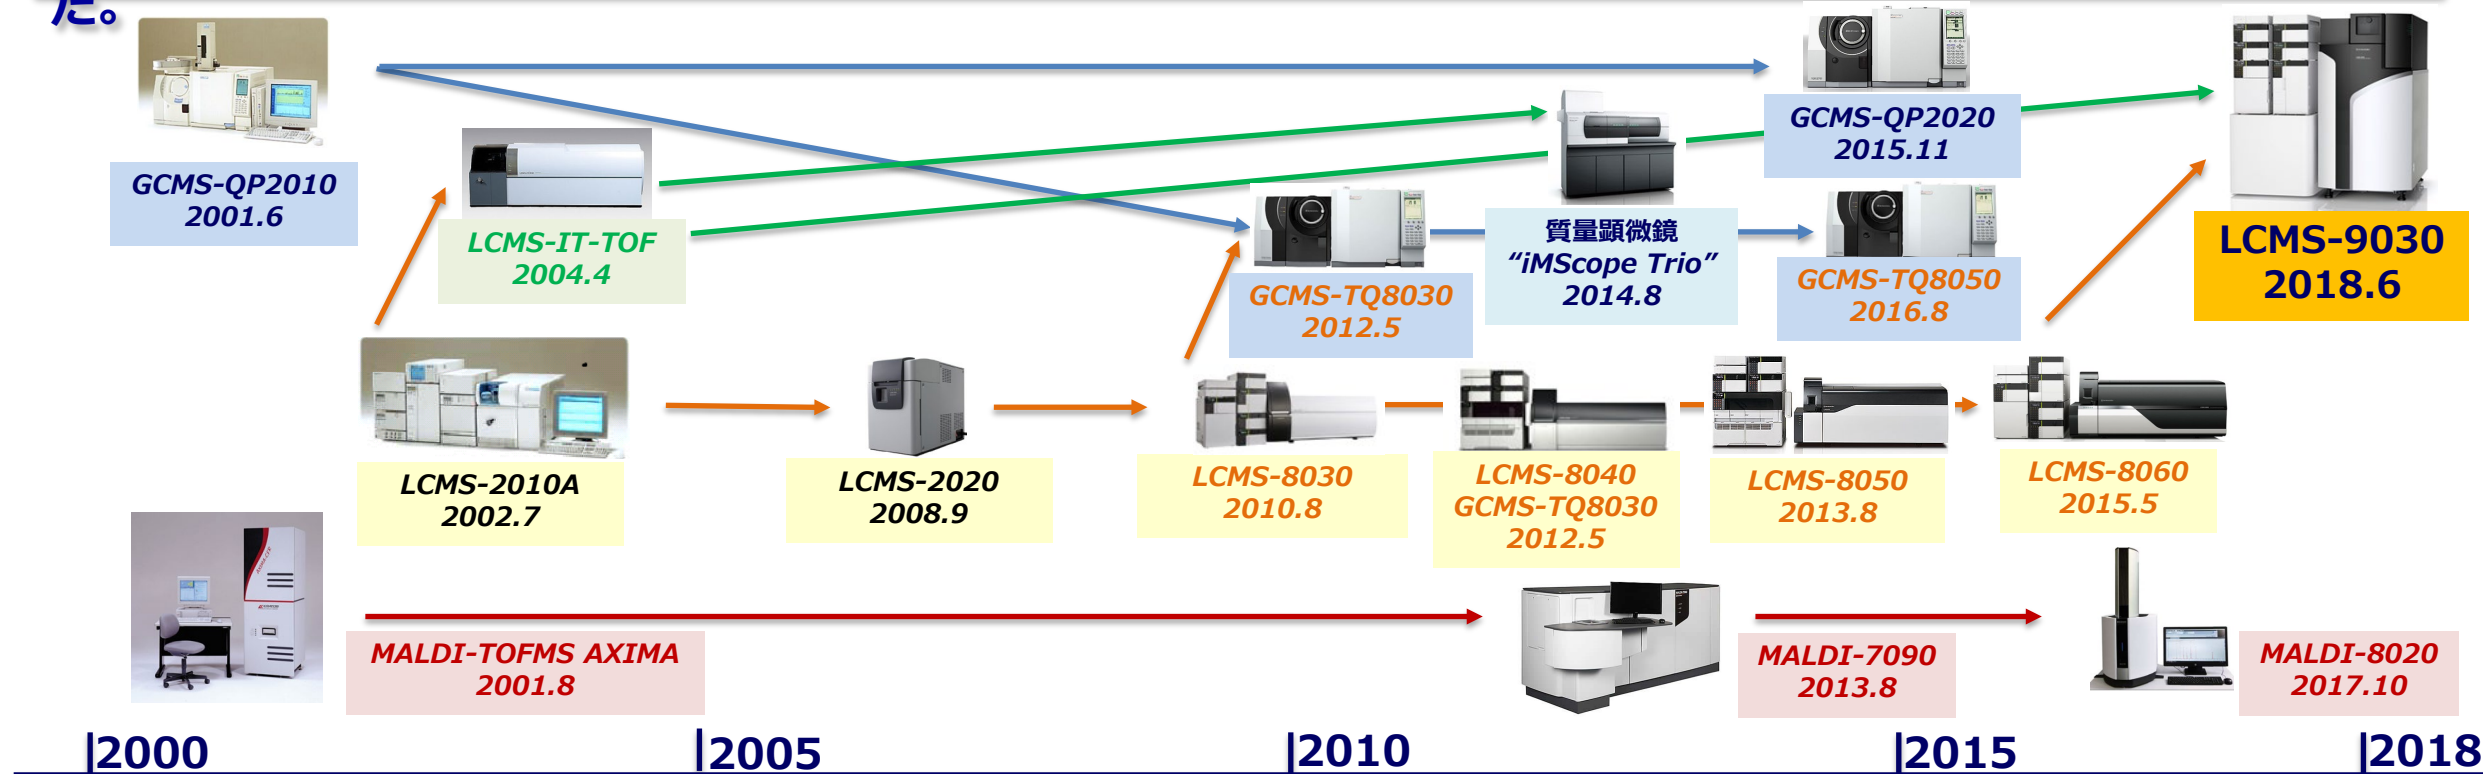 た。
GCMS-QP2010
2001.6
LCMS-IT-TOF
2004.4
GCMS-QP2020
2015.11
GCMS-TQ8030
2012.5
質量顕微鏡
“iMScope Trio”
2014.8
GCMS-TQ8050
2016.8
LCMS-9030
2018.6
LCMS-2010A
2002.7
LCMS-2020
2008.9
LCMS-8030
2010.8
LCMS-8040
GCMS-TQ8030
2012.5
LCMS-8050
2013.8
LCMS-8060
2015.5
MALDI-TOFMS AXIMA
2001.8
MALDI-7090
2013.8
MALDI-8020
2017.10
|2000
|2005
|2010
|2015
|2018